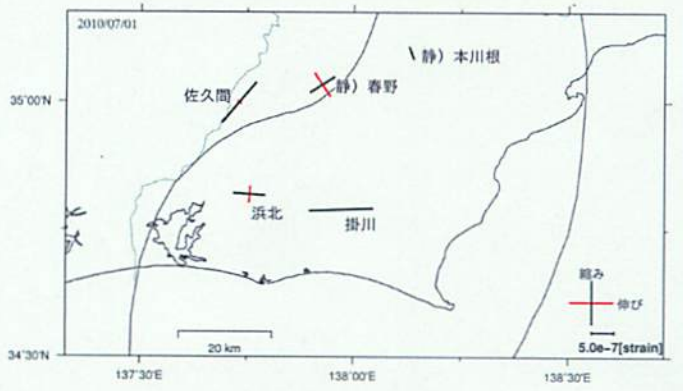 2010/07/01
静）本川根
佐久間
静）春野
35°00'N
浜北
掛川
縮み
伸び
20 km
5.0e-7[strain]
34°30'N
137°30'E
138°00'E
138°30'E